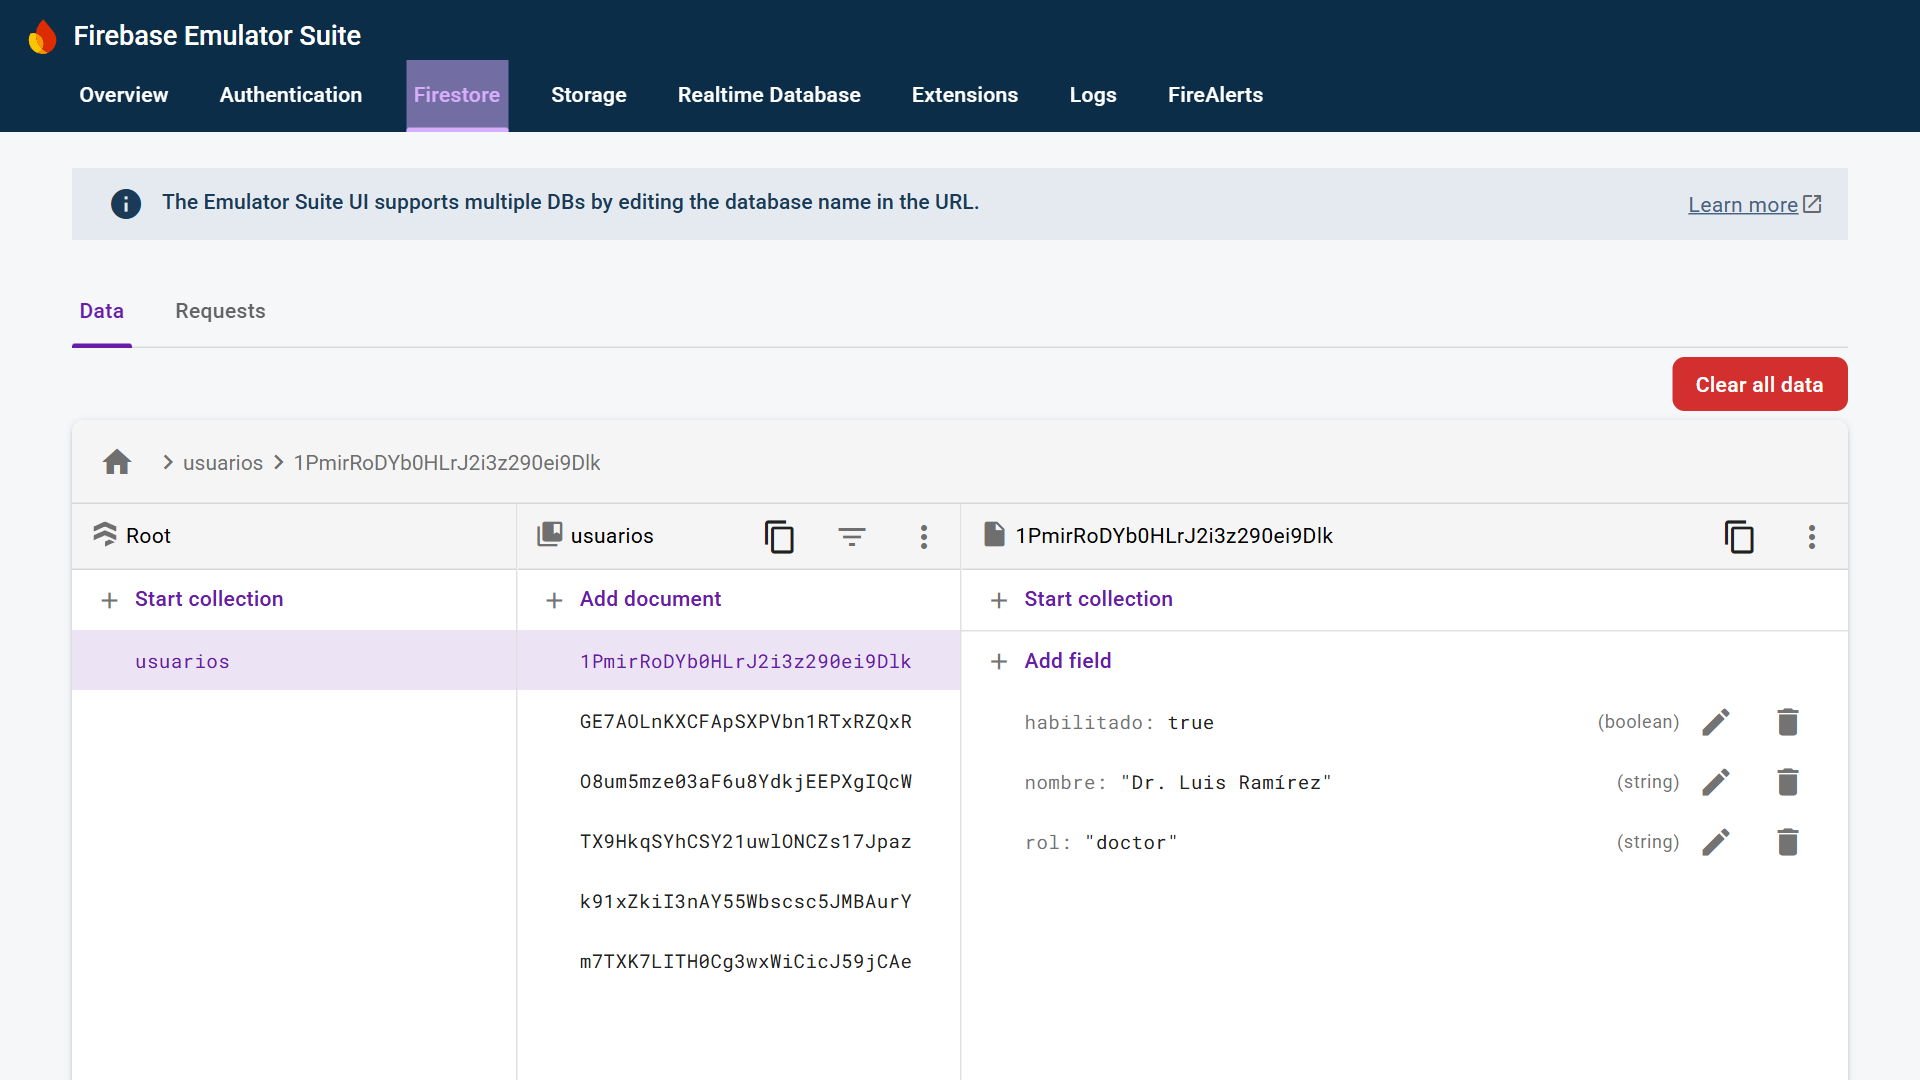 Firebase Emulator Suite
Overview Authentication Firestore Storage Realtime Database Extensions Logs FireAlerts
The Emulator Suite UI supports multiple DBs by editing the database name in the URL.
Learn more
Data Requests
Clear all data
usuarios 1PmirRoDYb0HLrJ2i3z290ei9Dlk
Root
usuarios
1PmirRoDYb0HLrJ2i3z290ei9Dlk
Start collection
Add document
Start collection
usuarios
1PmirRoDYb0HLrJ2i3z290ei9Dlk
GE7AOLnKXCFApSXPVbn1RTxRZQxR
O8um5mze03aF6u8YdkjEEPXgIQcW
TX9HkqSYhCSY21uwlONCZs17Jpaz
k91xZkiI3nAY55Wbscsc5JMBAurY
m7TXK7LITH0Cg3wxWiCicJ59jCAe
Add field
habilitado: true (boolean)
nombre: "Dr. Luis Ramírez" (string)
rol: "doctor" (string)